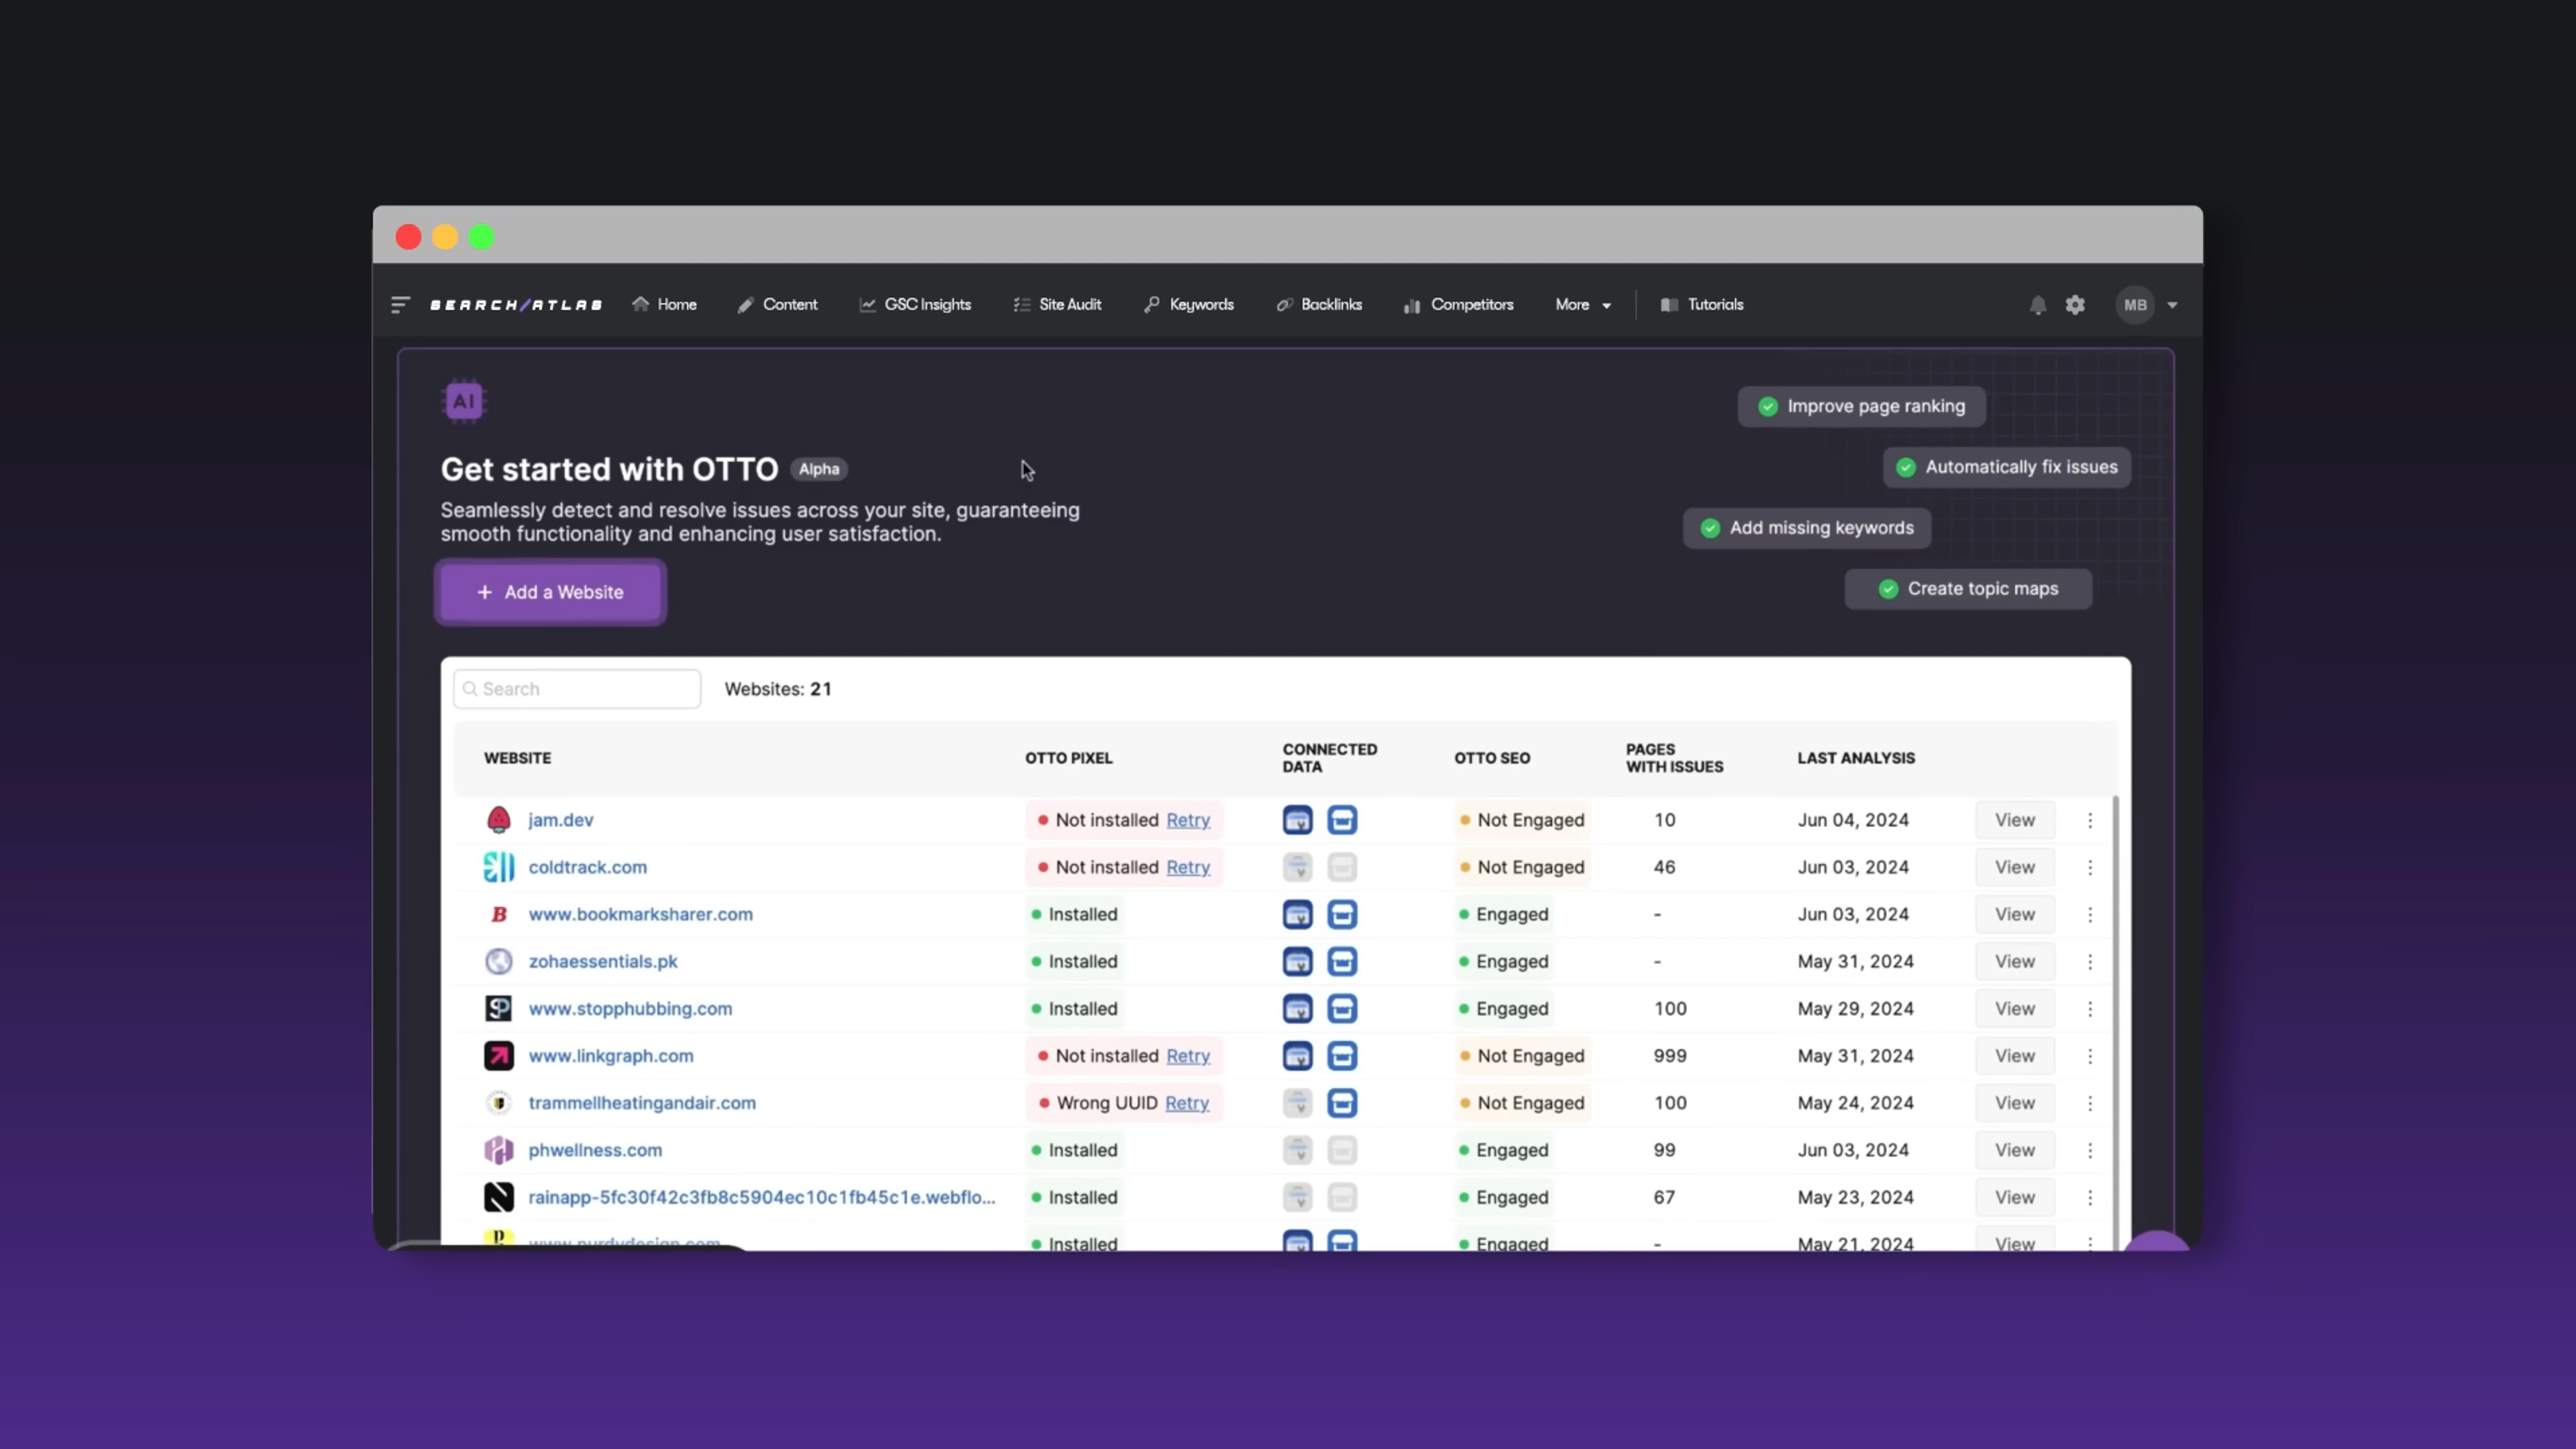 SEARCH/ATLAS Home Content GSC Insights Site Audit Keywords Backlinks Competitors More Tutorials MB
AI
Improve page ranking
Get started with OTTO Alpha
Automatically fix issues
Seamlessly detect and resolve issues across your site, guaranteeing
smooth functionality and enhancing user satisfaction.
Add missing keywords
+ Add a Website
Create topic maps
Search Websites: 21
WEBSITE OTTO PIXEL CONNECTED DATA OTTO SEO PAGES WITH ISSUES LAST ANALYSIS
jam.dev Not installed Retry Not Engaged 10 Jun 04, 2024 View
coldtrack.com Not installed Retry Not Engaged 46 Jun 03, 2024 View
www.bookmarksharer.com Installed Engaged - Jun 03, 2024 View
zohaessentials.pk Installed Engaged - May 31, 2024 View
www.stopphubbing.com Installed Engaged 100 May 29, 2024 View
www.linkgraph.com Not installed Retry Not Engaged 999 May 31, 2024 View
trammellheatingandair.com Wrong UUID Retry Not Engaged 100 May 24, 2024 View
phwellness.com Installed Engaged 99 Jun 03, 2024 View
rainapp-5fc30f42c3fb8c5904ec10c1fb45c1e.webflo... Installed Engaged 67 May 23, 2024 View
www.purdydesign.com Installed Engaged - May 21, 2024 View